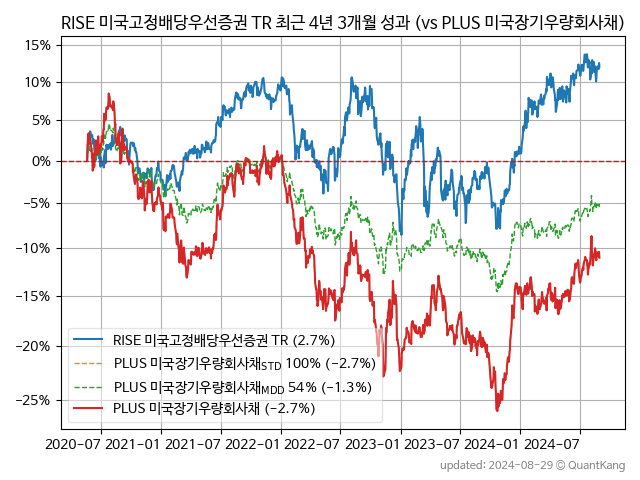 RISE 미국고정배당우선증권 TR 최근 4년 3개월 성과 (vs PLUS 미국장기우량회사채)
15%
10%
5%
0%
−5%
−10%
−15%
−20%
−25%
RISE 미국고정배당우선증권 TR (2.7%)
PLUS 미국장기우량회사채STD 100% (−2.7%)
PLUS 미국장기우량회사채MDD 54% (−1.3%)
PLUS 미국장기우량회사채 (−2.7%)
2020-07 2021-01 2021-07 2022-01 2022-07 2023-01 2023-07 2024-01 2024-07
updated: 2024-08-29 © QuantKang